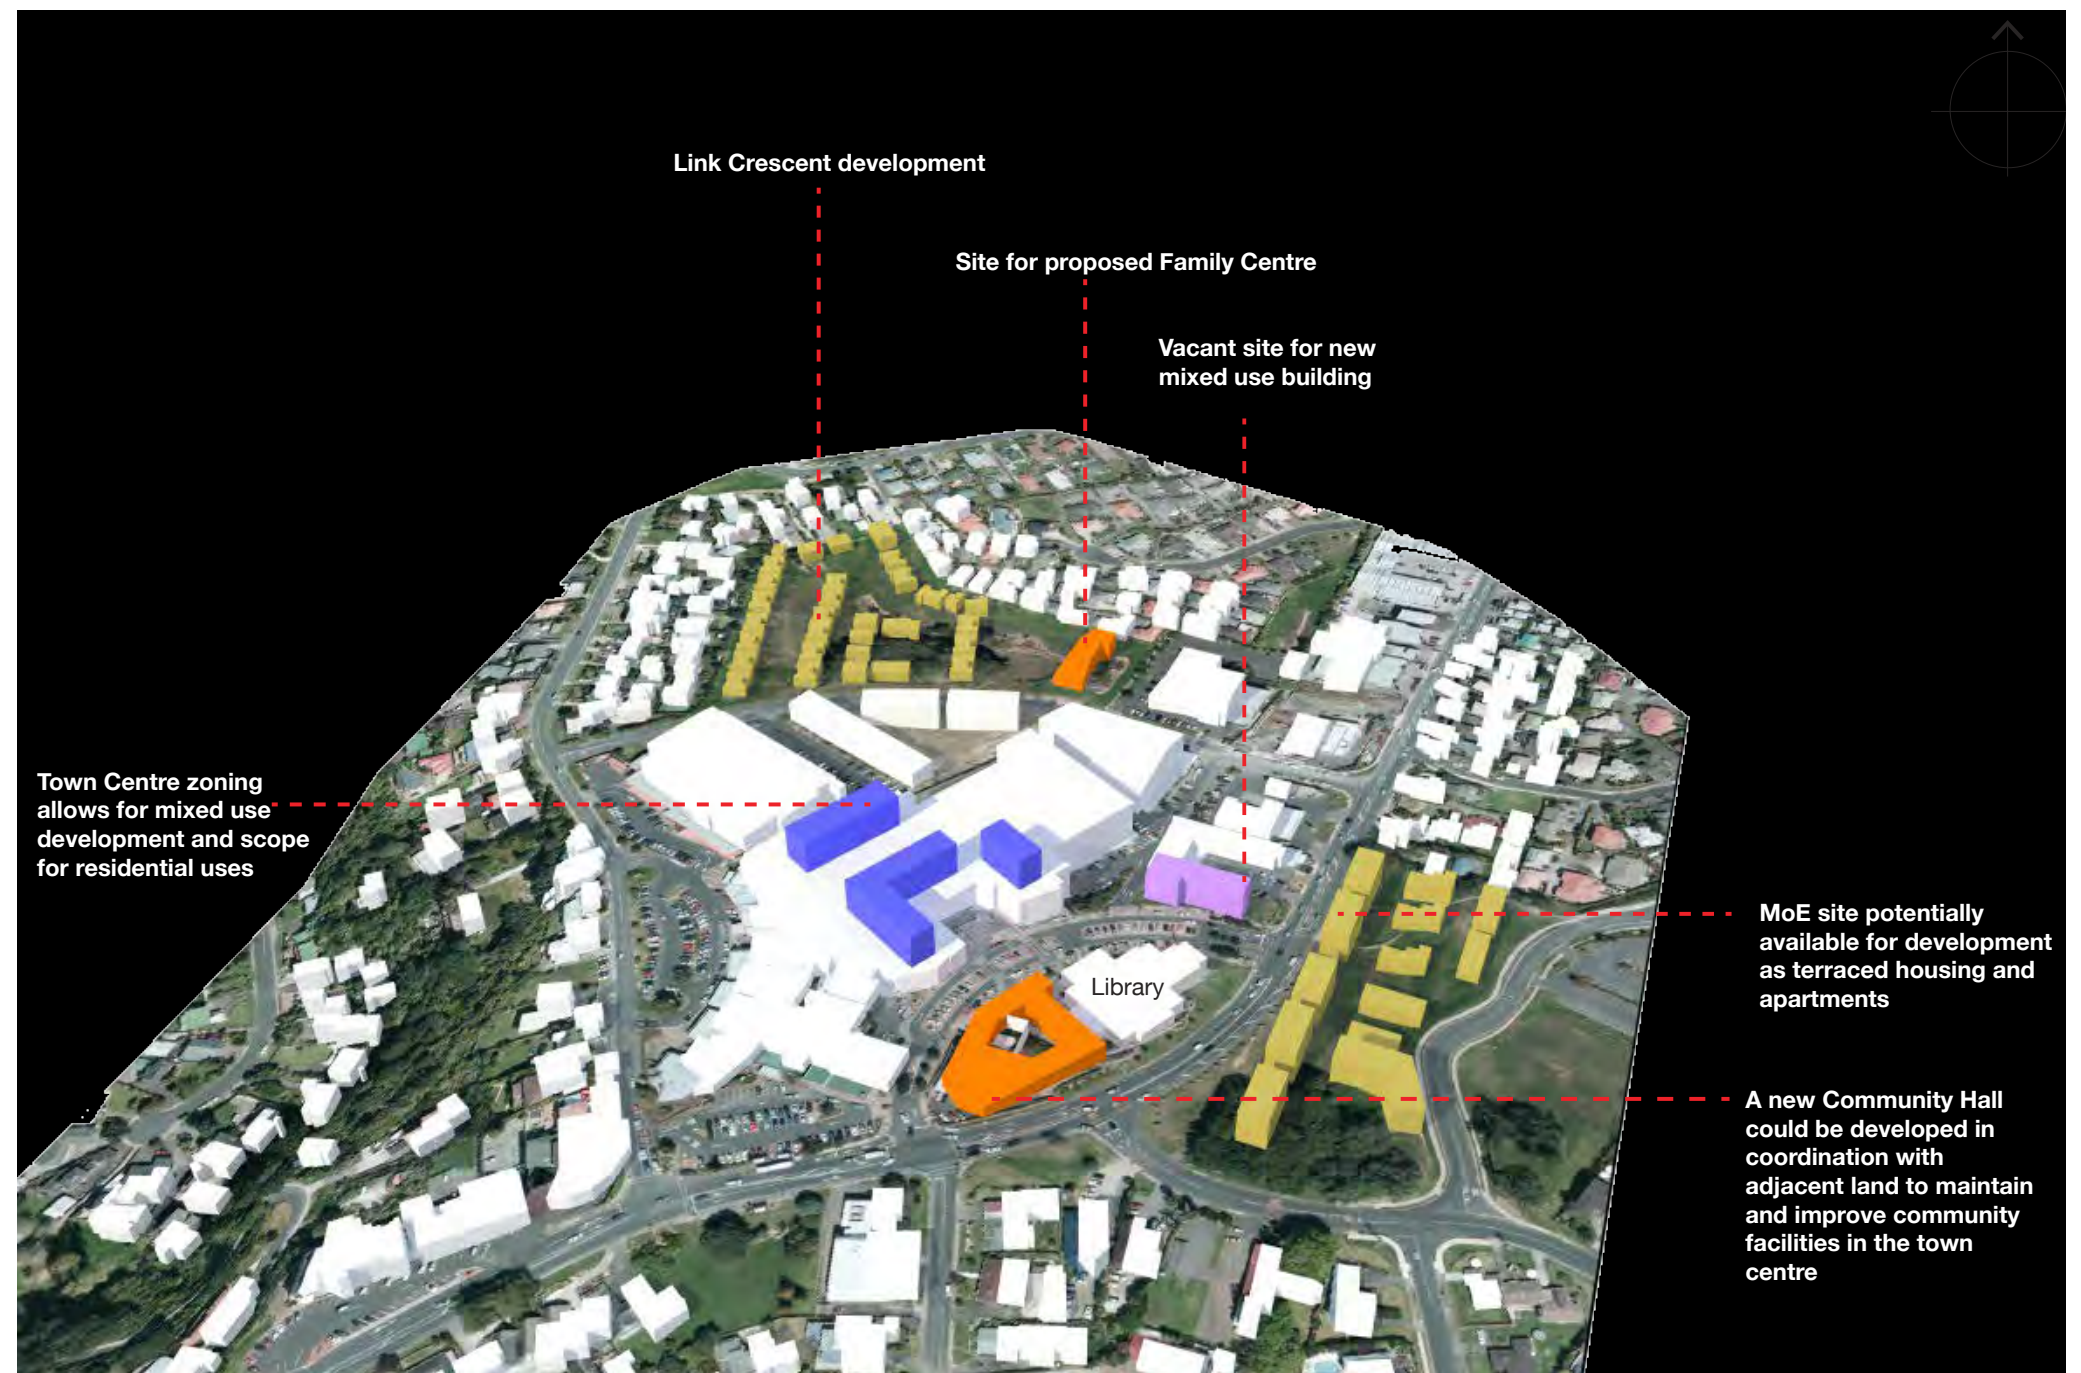 Link Crescent development
Site for proposed Family Centre
Vacant site for new
mixed use building
Town Centre zoning
allows for mixed use
development and scope
for residential uses
Library
MoE site potentially
available for development
as terraced housing and
apartments
A new Community Hall
could be developed in
coordination with
adjacent land to maintain
and improve community
facilities in the town
centre